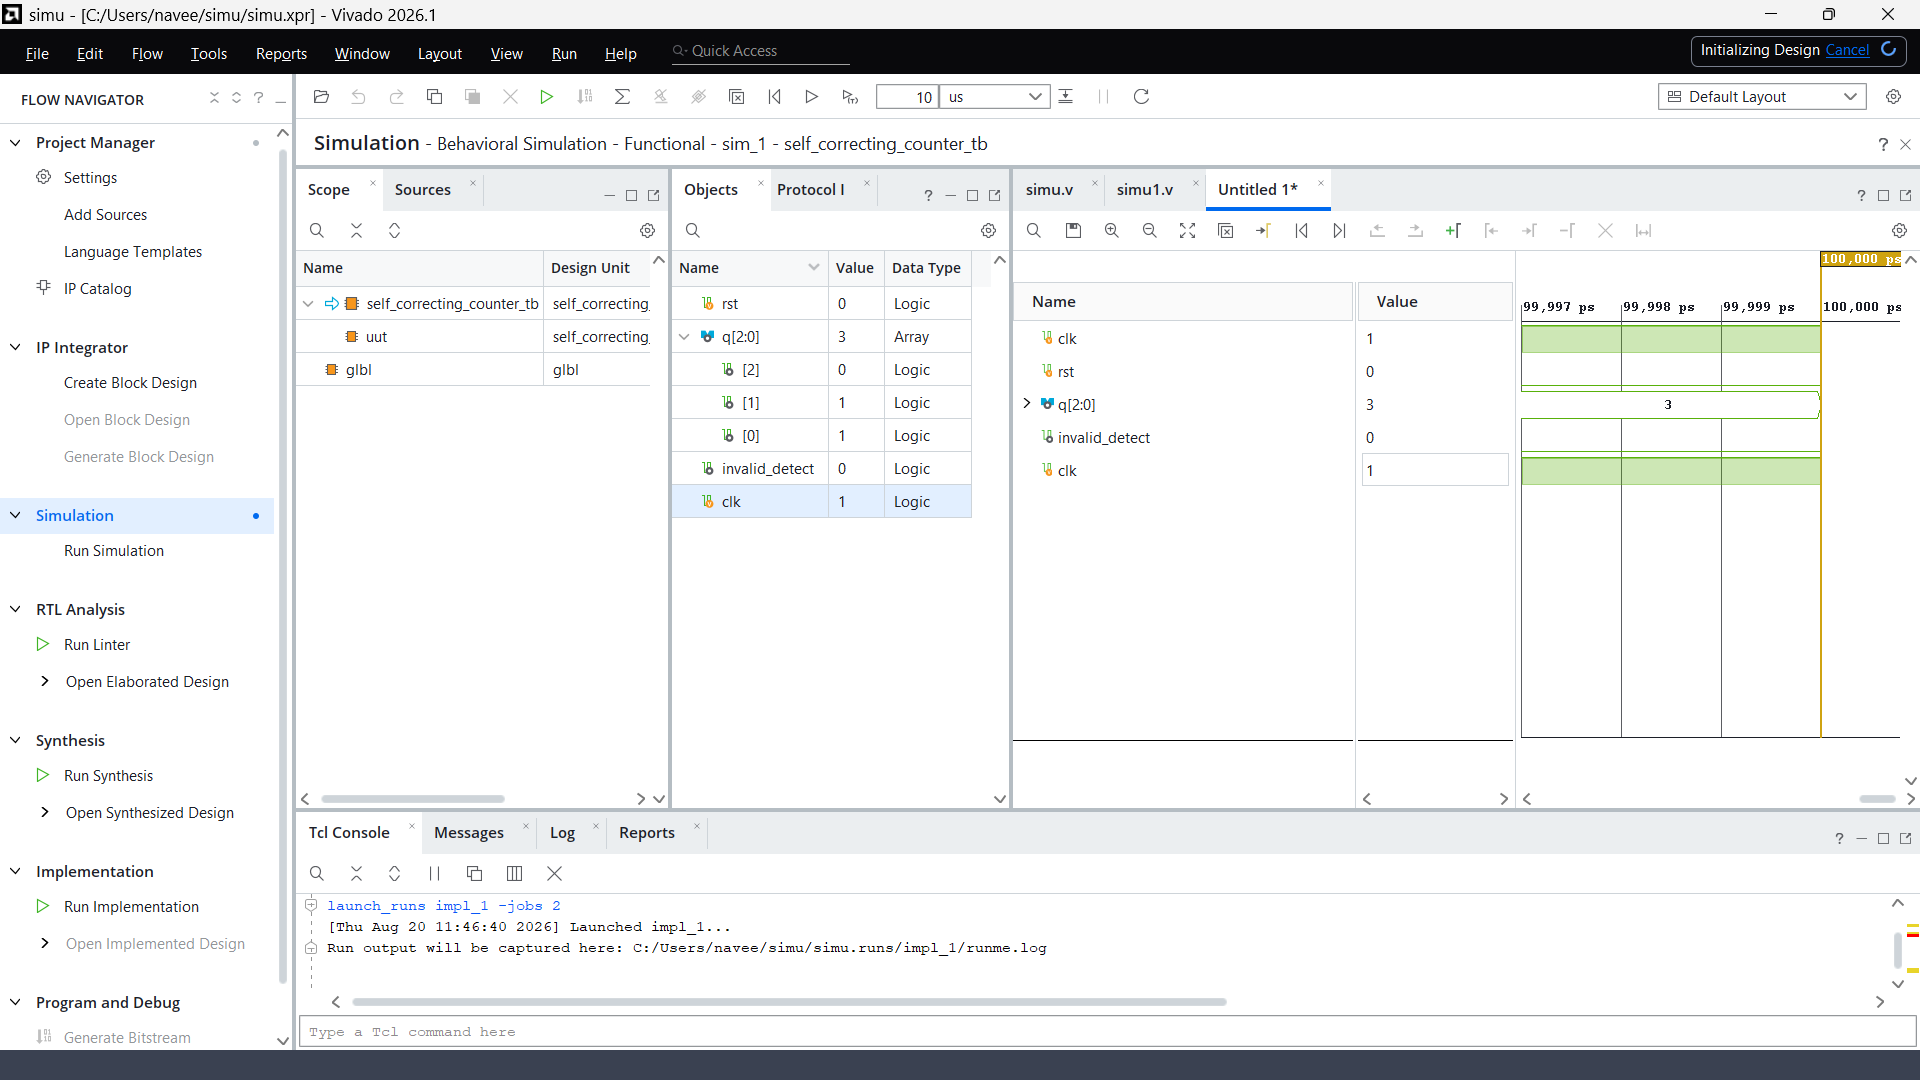 simu - [C:/Users/navee/simu/simu.xpr] - Vivado 2026.1
File Edit Flow Tools Reports Window Layout View Run Help Quick Access
Initializing Design Cancel
FLOW NAVIGATOR
10 us
Default Layout
Project Manager
Settings
Add Sources
Language Templates
IP Catalog
IP Integrator
Create Block Design
Open Block Design
Generate Block Design
Simulation
Run Simulation
RTL Analysis
Run Linter
Open Elaborated Design
Synthesis
Run Synthesis
Open Synthesized Design
Implementation
Run Implementation
Open Implemented Design
Program and Debug
Generate Bitstream
Simulation - Behavioral Simulation - Functional - sim_1 - self_correcting_counter_tb
Scope Sources
Name Design Unit
self_correcting_counter_tb self_correcting_
uut self_correcting_
glbl glbl
Objects Protocol I
Name Value Data Type
rst 0 Logic
q[2:0] 3 Array
[2] 0 Logic
[1] 1 Logic
[0] 1 Logic
invalid_detect 0 Logic
clk 1 Logic
simu.v simu1.v Untitled 1*
100,000 ps
Name Value
99,997 ps 99,998 ps 99,999 ps 100,000 ps
clk 1
rst 0
q[2:0] 3 3
invalid_detect 0
clk 1
Tcl Console Messages Log Reports
launch_runs impl_1 -jobs 2
[Thu Aug 20 11:46:40 2026] Launched impl_1...
Run output will be captured here: C:/Users/navee/simu/simu.runs/impl_1/runme.log
Type a Tcl command here